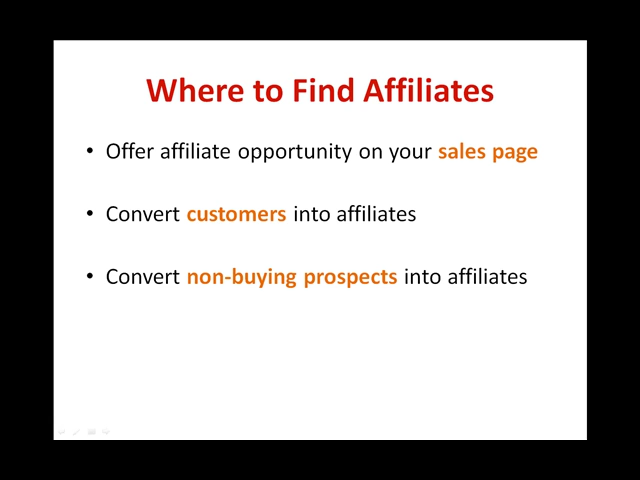 Where to Find Affiliates
• Offer affiliate opportunity on your sales page
• Convert customers into affiliates
• Convert non-buying prospects into affiliates